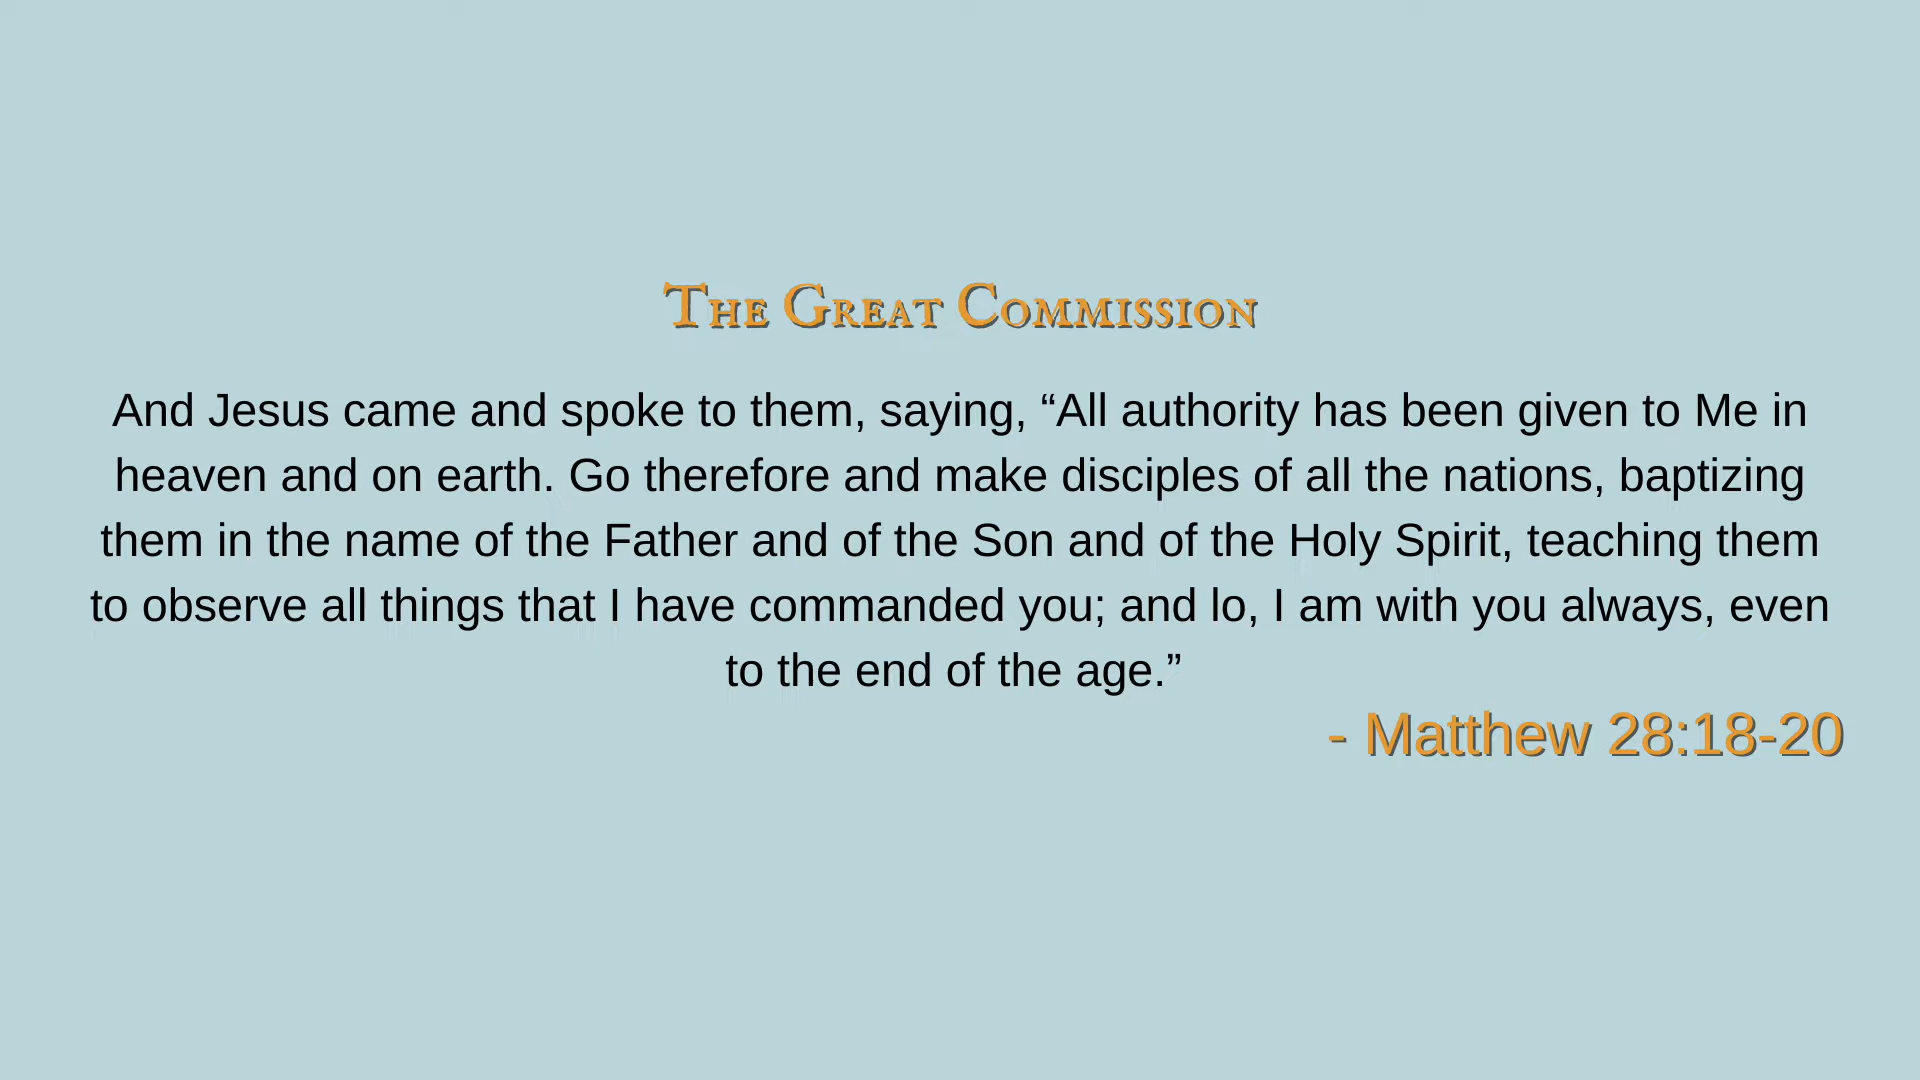 The Great Commission
And Jesus came and spoke to them, saying, “All authority has been given to Me in
heaven and on earth. Go therefore and make disciples of all the nations, baptizing
them in the name of the Father and of the Son and of the Holy Spirit, teaching them
to observe all things that I have commanded you; and lo, I am with you always, even
to the end of the age.”
- Matthew 28:18-20